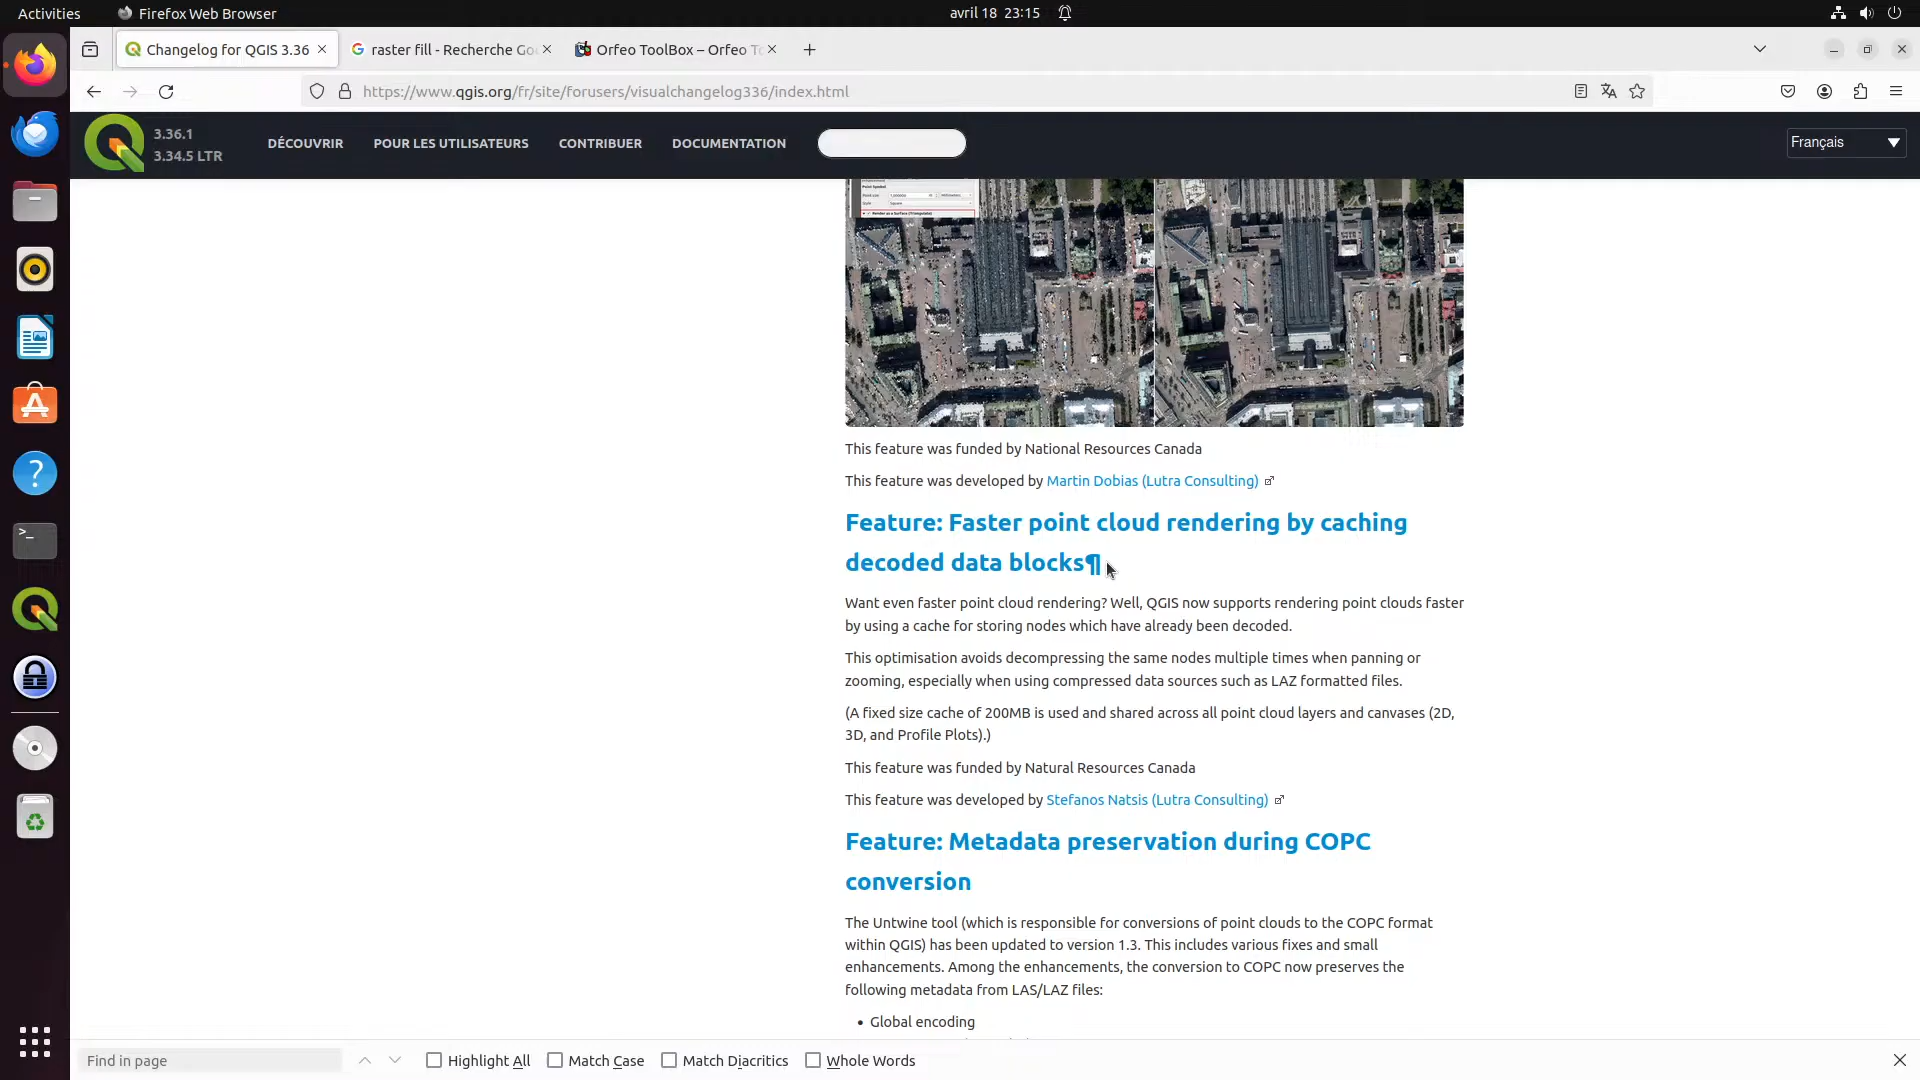 Activities
Firefox Web Browser
avril 18 23:15
Changelog for QGIS 3.36
raster fill - Recherche Go
Orfeo ToolBox – Orfeo To
https://www.qgis.org/fr/site/forusers/visualchangelog336/index.html
3.36.1
3.34.5 LTR
DÉCOUVRIR
POUR LES UTILISATEURS
CONTRIBUER
DOCUMENTATION
Français
Point Symbol
Point size
Style Square
Render as a Surface (Triangulate)
This feature was funded by National Resources Canada
This feature was developed by Martin Dobias (Lutra Consulting)
Feature: Faster point cloud rendering by caching
decoded data blocks¶
Want even faster point cloud rendering? Well, QGIS now supports rendering point clouds faster
by using a cache for storing nodes which have already been decoded.
This optimisation avoids decompressing the same nodes multiple times when panning or
zooming, especially when using compressed data sources such as LAZ formatted files.
(A fixed size cache of 200MB is used and shared across all point cloud layers and canvases (2D,
3D, and Profile Plots).)
This feature was funded by Natural Resources Canada
This feature was developed by Stefanos Natsis (Lutra Consulting)
Feature: Metadata preservation during COPC
conversion
The Untwine tool (which is responsible for conversions of point clouds to the COPC format
within QGIS) has been updated to version 1.3. This includes various fixes and small
enhancements. Among the enhancements, the conversion to COPC now preserves the
following metadata from LAS/LAZ files:
• Global encoding
Find in page
Highlight All
Match Case
Match Diacritics
Whole Words